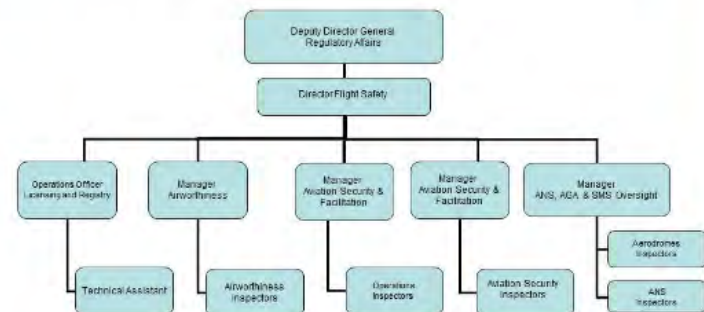 Deputy Director General
Regulatory Affairs
Director Flight Safety
Operations Officer
Licensing and Registry
Manager
Airworthiness
Manager
Aviation Security &
Facilitation
Manager
Aviation Security &
Facilitation
Manager
ANS, AGA & SMS Oversight
Technical Assistant
Airworthiness
Inspectors
Operations
Inspectors
Aviation Security
Inspectors
Aerodromes
Inspectors
ANS
Inspectors